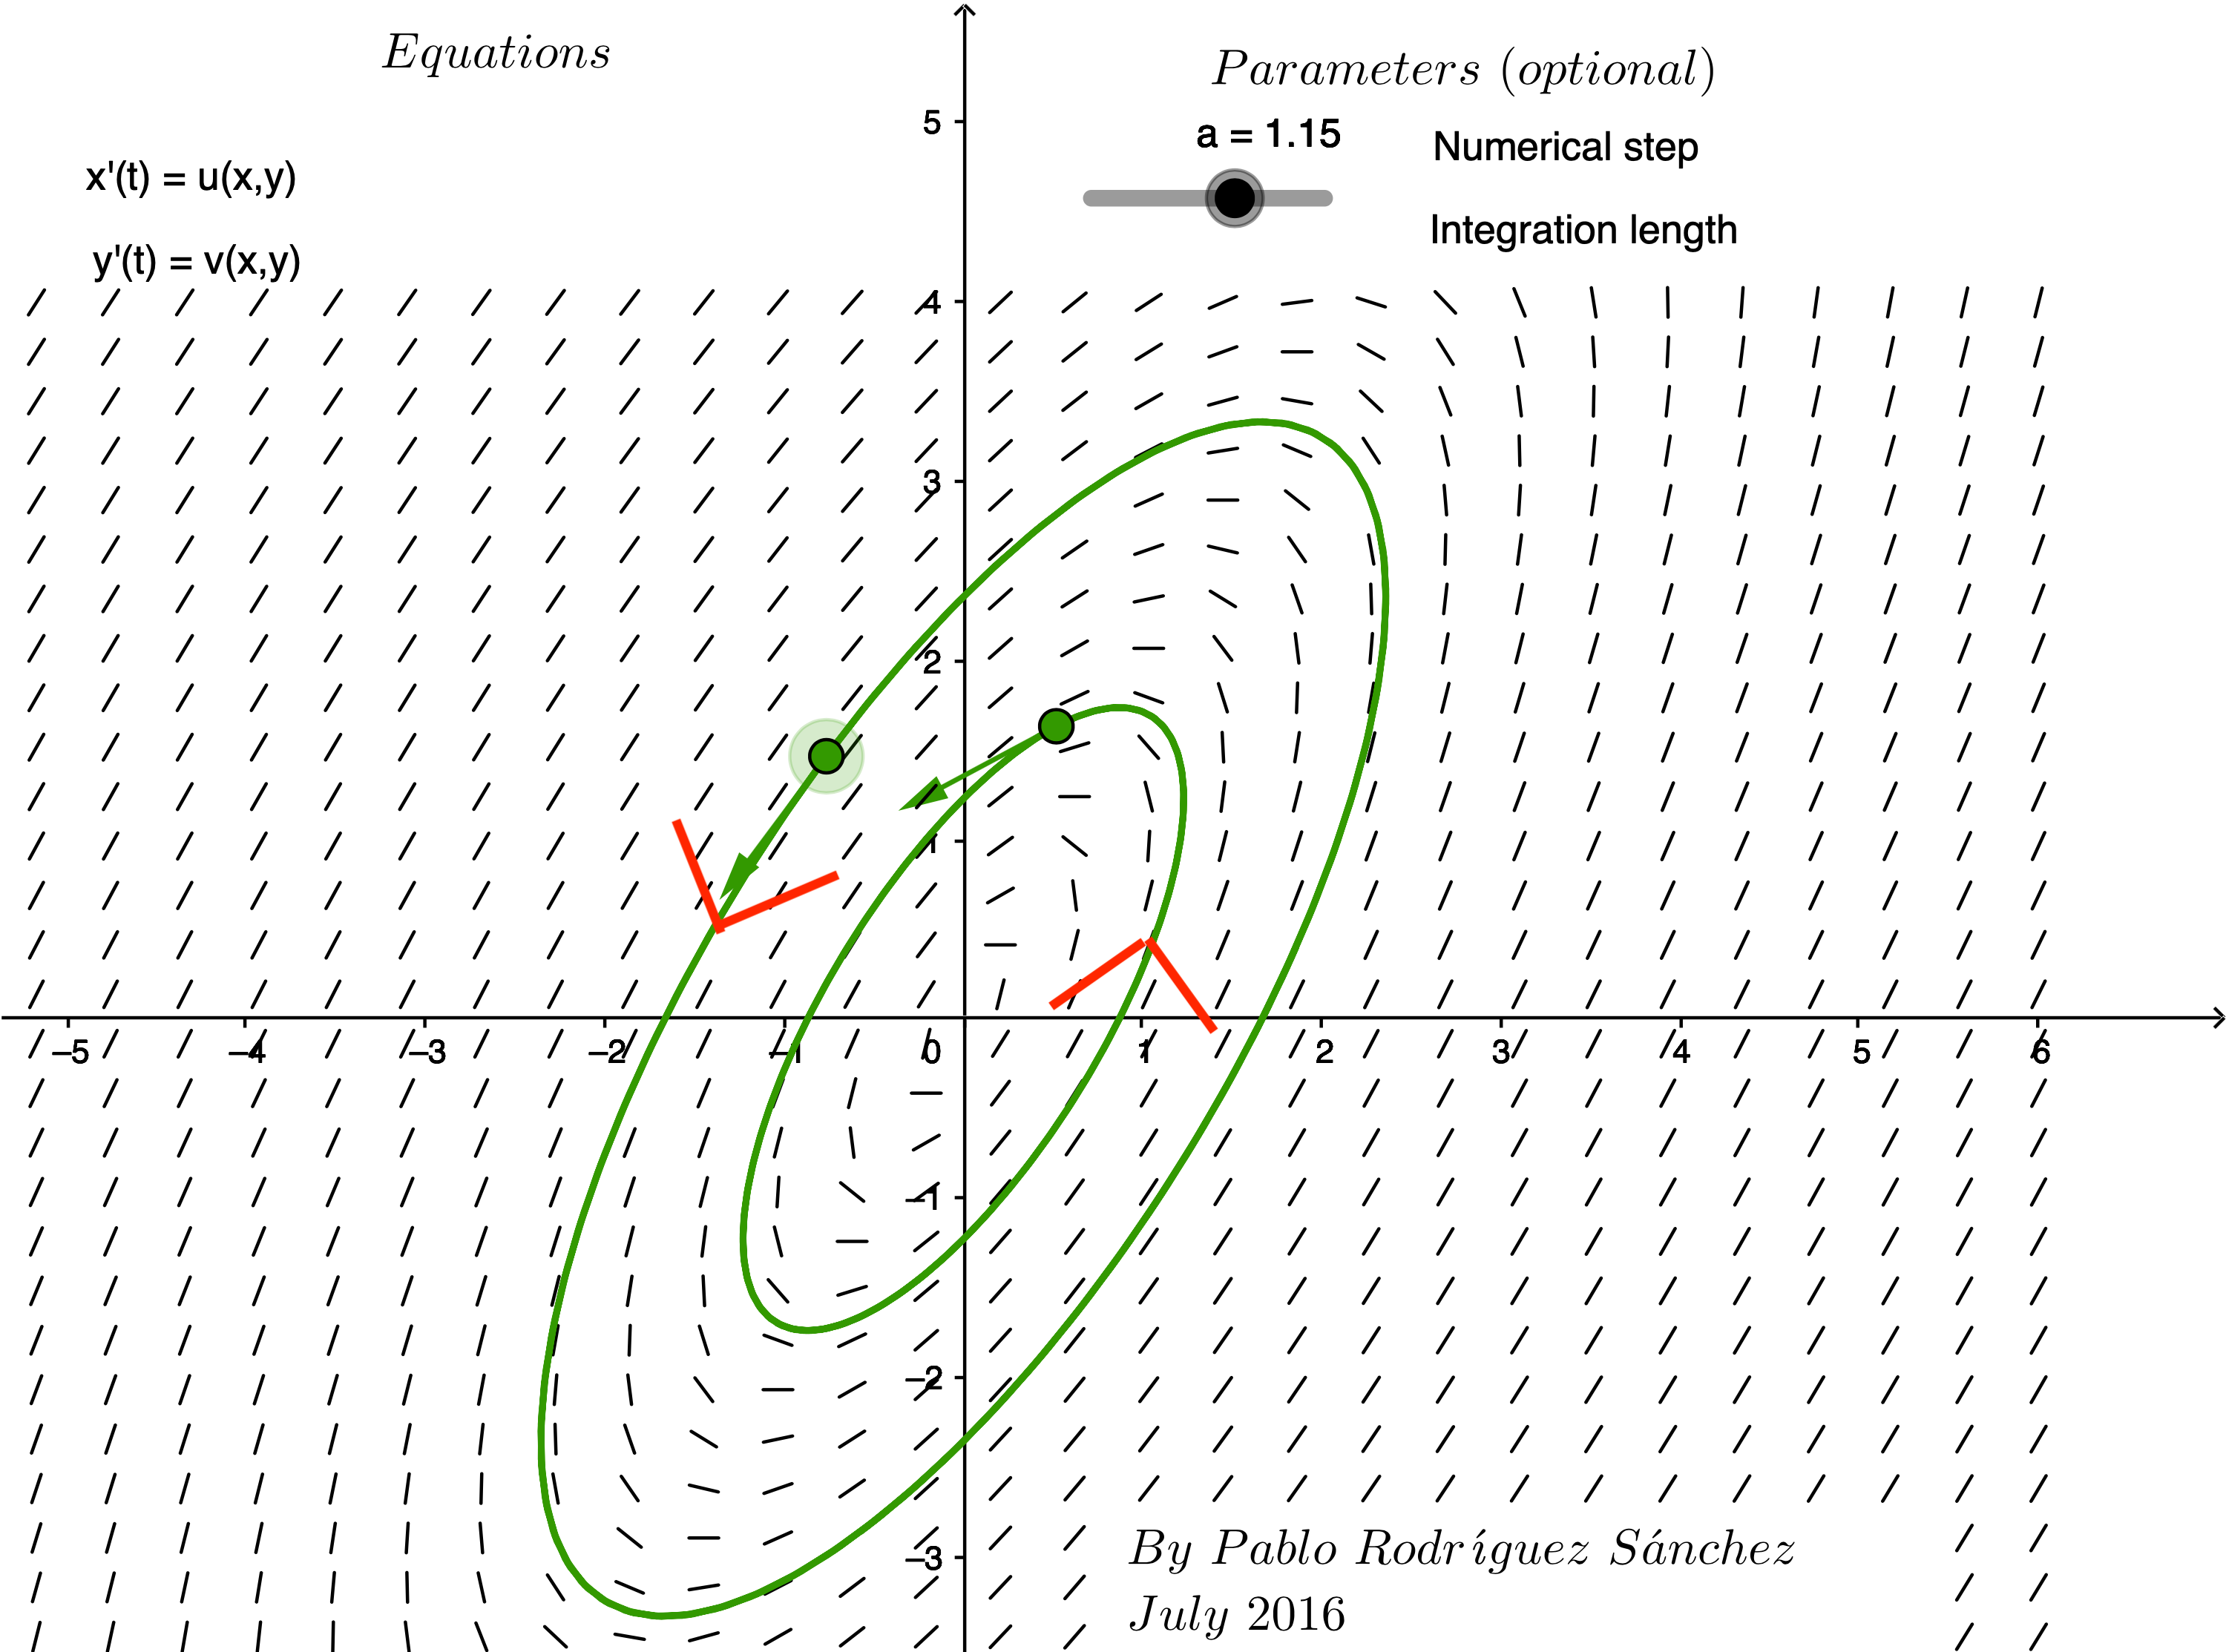 Equations
Parameters (optional)
a = 1.15
Numerical step
Integration length
x'(t) = u(x,y)
y'(t) = v(x,y)
5
4
3
2
1
–5 –4 –3 –2 –1 0 1 2 3 4 5 6
–1
–2
–3
By Pablo Rodríguez Sánchez
July 2016